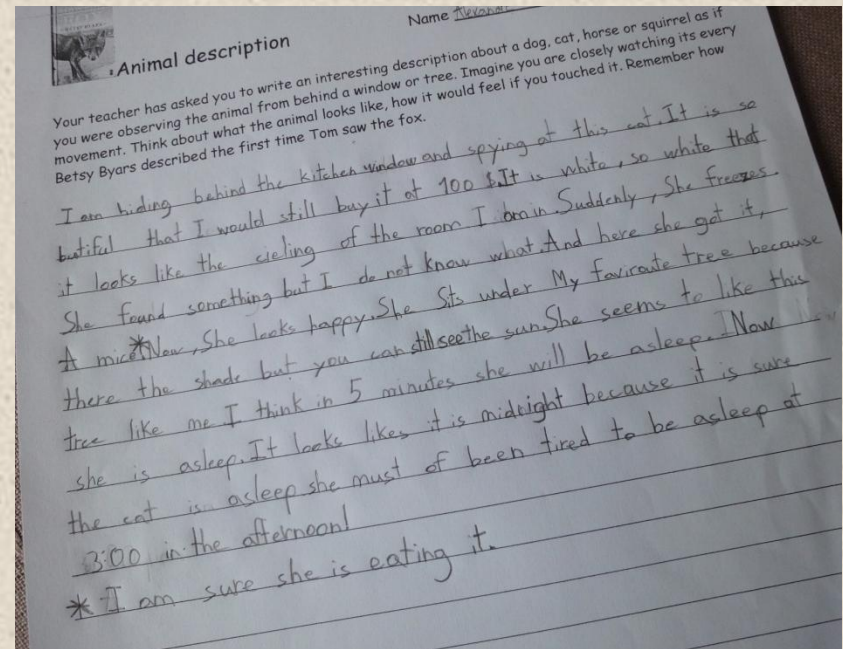 Name
Animal description
Your teacher has asked you to write an interesting description about a dog, cat, horse or squirrel as if
you were observing the animal from behind a window or tree. Imagine you are closely watching its every
movement. Think about what the animal looks like, how it would feel if you touched it. Remember how
Betsy Byars described the first time Tom saw the fox.
I am hiding behind the kitchen window and spying at this cat. It is so
butiful that I would still buy it at 100 $. It is white, so white that
it looks like the cieling of the room I am in. Suddenly, She freezes.
She found something but I do not know what. And here she got it,
A mice!* Now, She looks happy. She Sits under My faviraute tree because
there the shade but you can still see the sun. She seems to like this
tree like me. I think in 5 minutes she will be asleep. Now
she is asleep. It looks likes it is midnight because it is sure
the cat is asleep she must of been tired to be asleep at
3:00 in the afternoon!
* I am sure she is eating it.